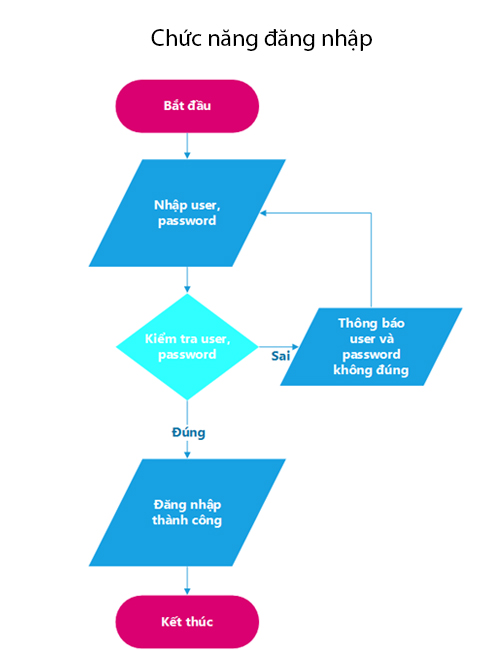 Chức năng đăng nhập
Bắt đầu
Nhập user,
password
Kiểm tra user,
password
Sai
Thông báo
user và
password
không đúng
Đúng
Đăng nhập
thành công
Kết thúc